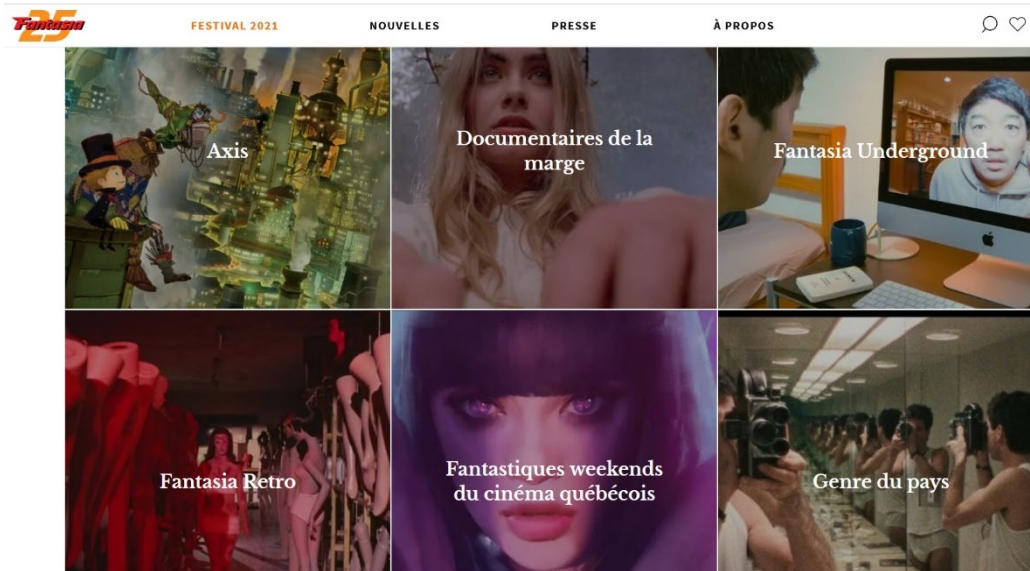 Fantasia 25
FESTIVAL 2021
NOUVELLES
PRESSE
À PROPOS
Axis
Documentaires de la
marge
Fantasia Underground
Fantasia Retro
Fantastiques weekends
du cinéma québécois
Genre du pays